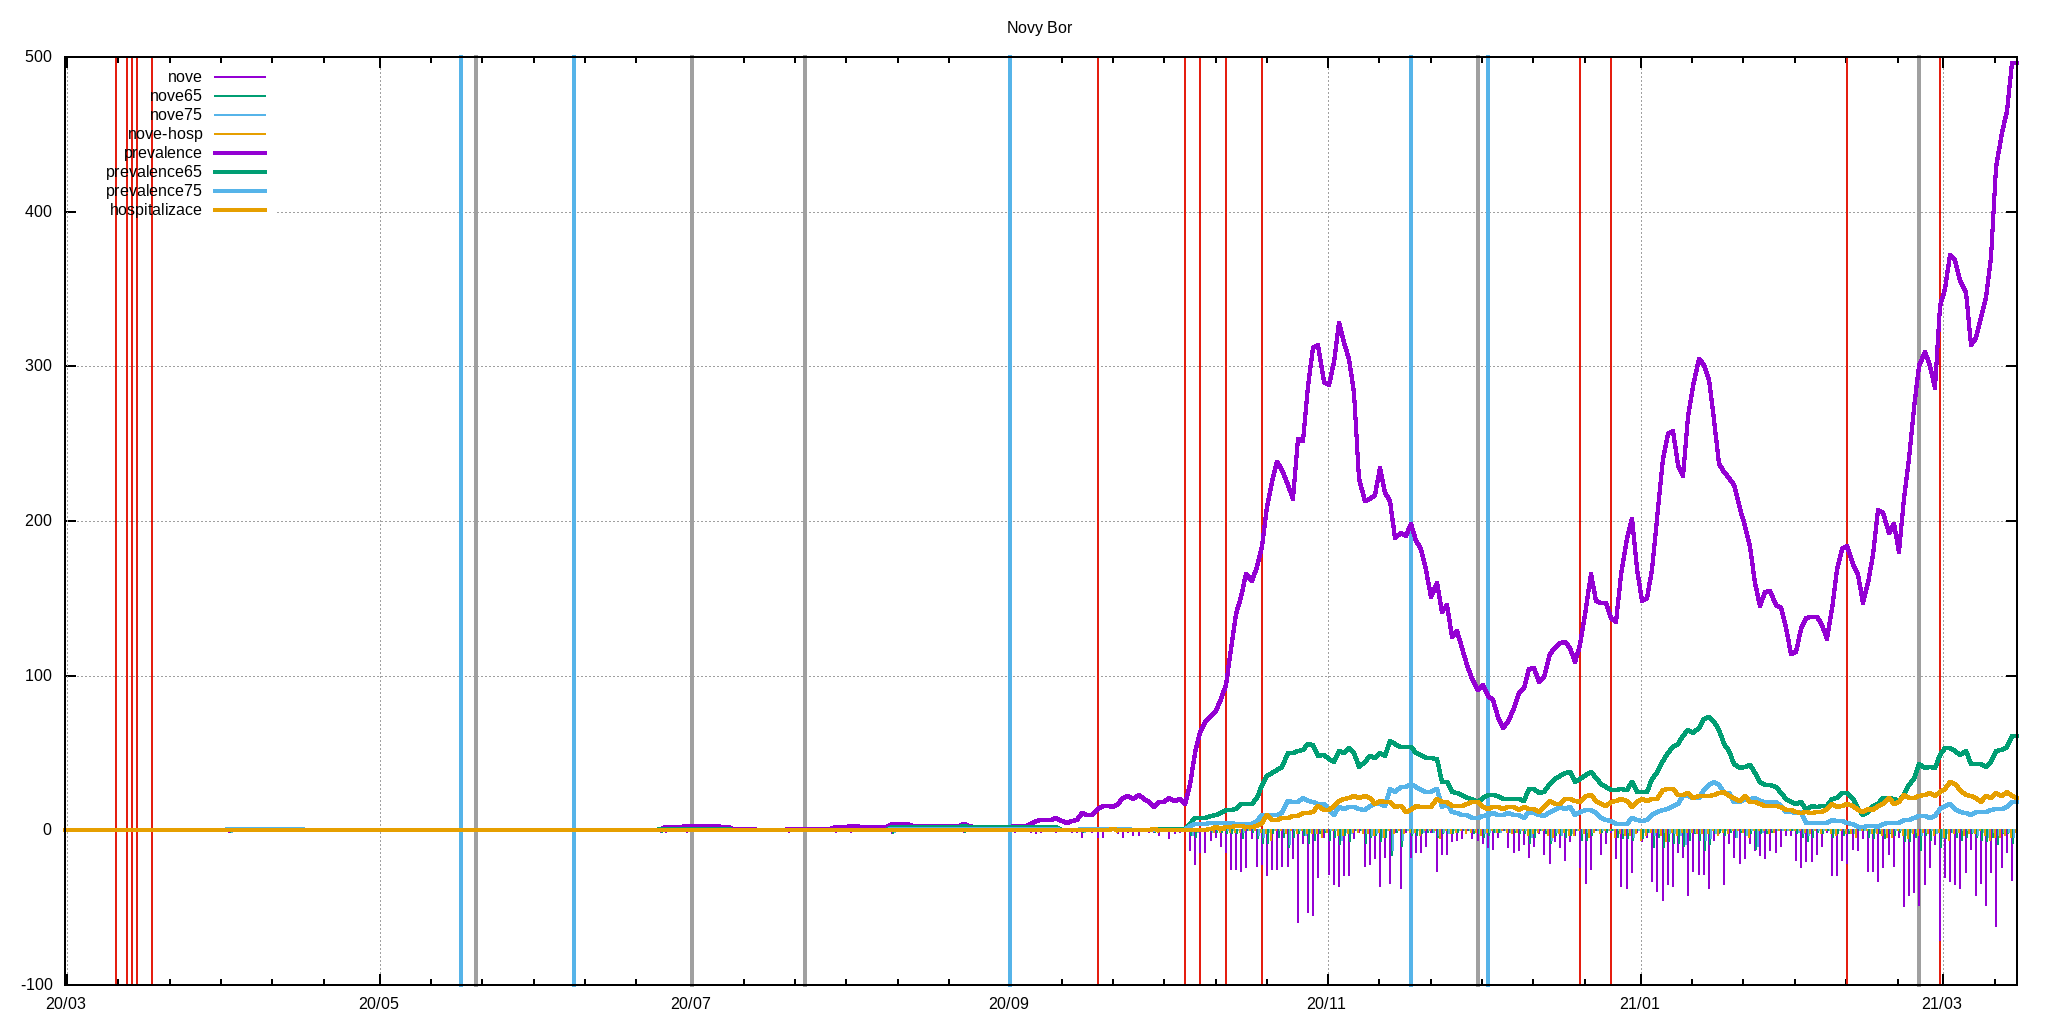 Novy Bor
500
nove
nove65
nove75
nove-hosp
prevalence
prevalence65
prevalence75
hospitalizace
400
300
200
100
0
-100
20/03 20/05 20/07 20/09 20/11 21/01 21/03